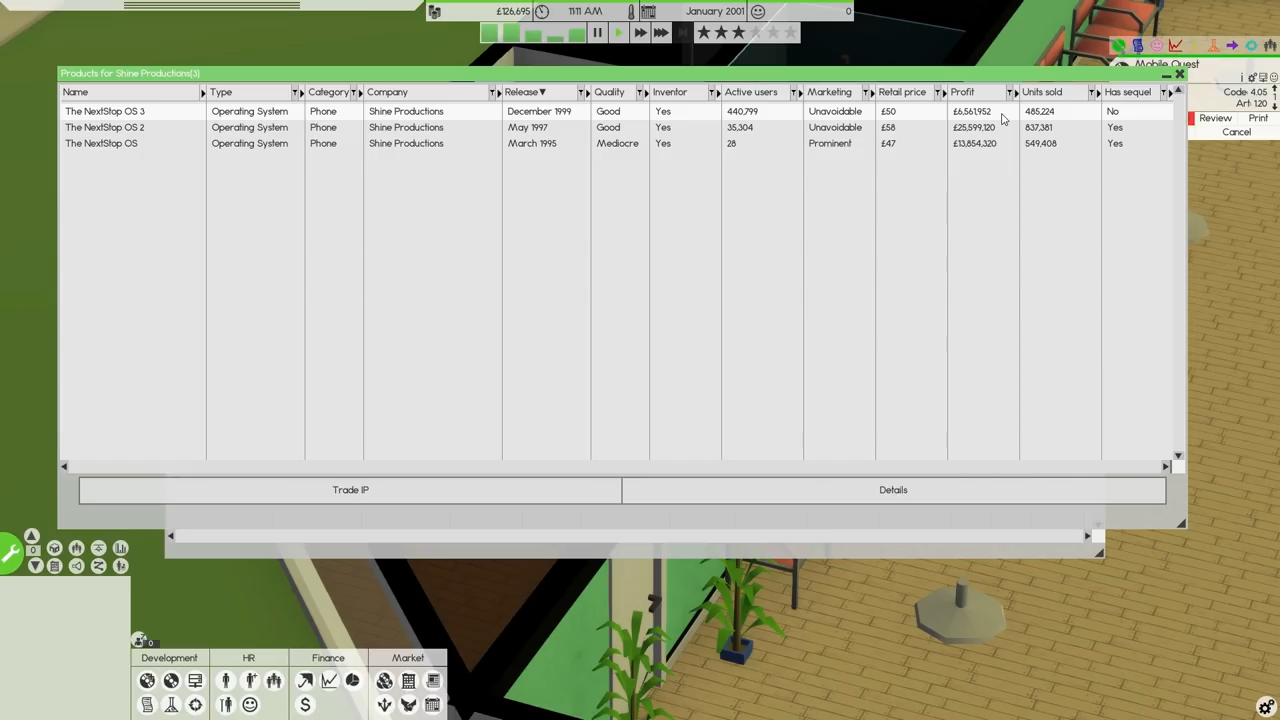 £126,695 11:11 AM January 2001 0
Products for Shine Productions(3)
Mobile Quest
Name Type Category Company Release▼ Quality Inventor Active users Marketing Retail price Profit Units sold Has sequel
Code: 4.05
Art: 1.20
The NextStop OS 3 Operating System Phone Shine Productions December 1999 Good Yes 440,799 Unavoidable £50 £6,561,952 485,224 No
Review Print
The NextStop OS 2 Operating System Phone Shine Productions May 1997 Good Yes 35,304 Unavoidable £58 £25,599,120 837,381 Yes
Cancel
The NextStop OS Operating System Phone Shine Productions March 1995 Mediocre Yes 28 Prominent £47 £13,854,320 549,408 Yes
Trade IP Details
0
0
Development HR Finance Market